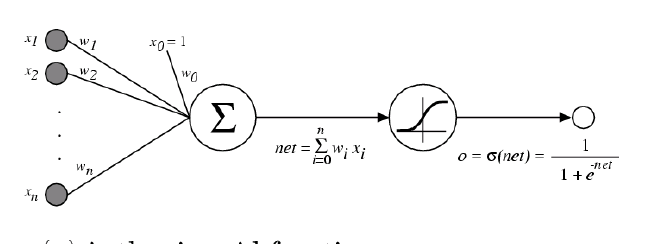 x1 w1 x0 = 1
x2 w2 w0
Σ
.
.
.
net = Σ i=0 n wi xi
o = σ(net) = 1 / 1 + e^-net
wn
xn